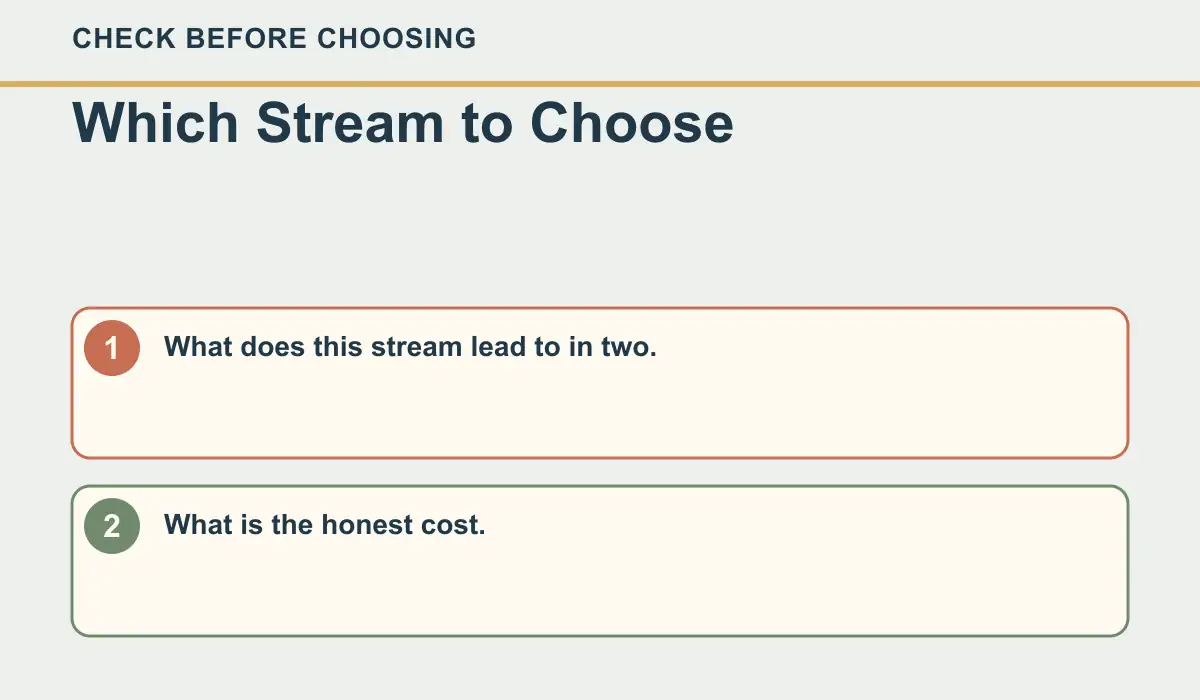 CHECK BEFORE CHOOSING
Which Stream to Choose
1 What does this stream lead to in two.
2 What is the honest cost.